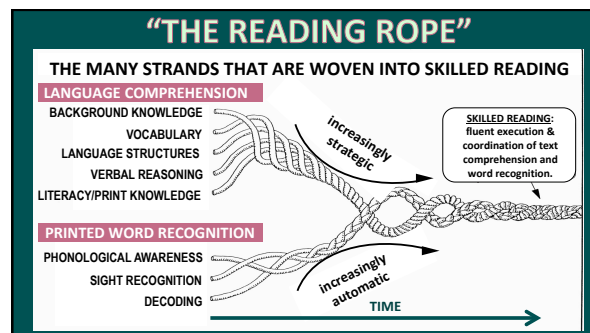 “THE READING ROPE”
THE MANY STRANDS THAT ARE WOVEN INTO SKILLED READING
LANGUAGE COMPREHENSION
BACKGROUND KNOWLEDGE
VOCABULARY
LANGUAGE STRUCTURES
VERBAL REASONING
LITERACY/PRINT KNOWLEDGE
increasingly
strategic
SKILLED READING:
fluent execution &
coordination of text
comprehension and
word recognition.
PRINTED WORD RECOGNITION
PHONOLOGICAL AWARENESS
SIGHT RECOGNITION
DECODING
increasingly
automatic
TIME